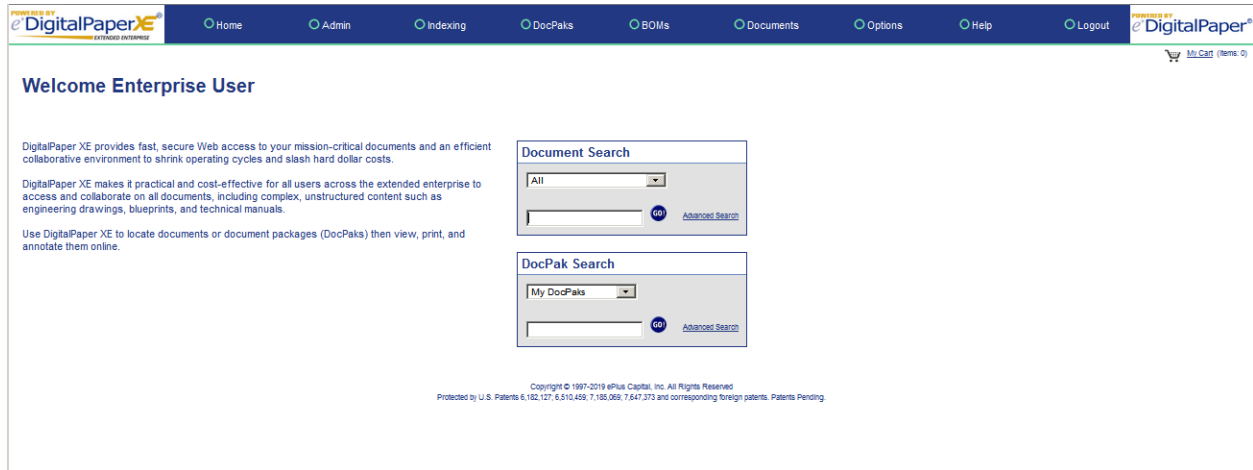 POWERED BY
e•DigitalPaperXE®
EXTENDED ENTERPRISE
Home
Admin
Indexing
DocPaks
BOMs
Documents
Options
Help
Logout
POWERED BY
e•DigitalPaper®
My Cart (Items: 0)
Welcome Enterprise User
DigitalPaper XE provides fast, secure Web access to your mission-critical documents and an efficient
collaborative environment to shrink operating cycles and slash hard dollar costs.
DigitalPaper XE makes it practical and cost-effective for all users across the extended enterprise to
access and collaborate on all documents, including complex, unstructured content such as
engineering drawings, blueprints, and technical manuals.
Use DigitalPaper XE to locate documents or document packages (DocPaks) then view, print, and
annotate them online.
Document Search
All
GO!
Advanced Search
DocPak Search
My DocPaks
GO!
Advanced Search
Copyright © 1997-2019 ePlus Capital, Inc. All Rights Reserved
Protected by U.S. Patents 6,182,127; 6,510,459; 7,185,069; 7,647,373 and corresponding foreign patents. Patents Pending.